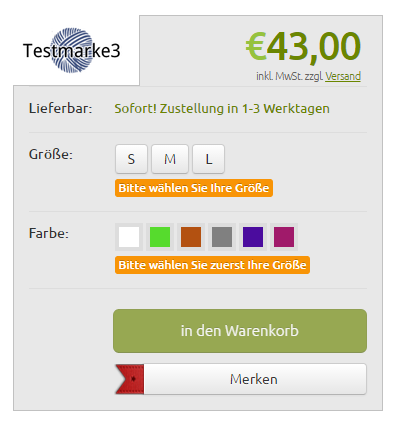 Testmarke3
€43,00
inkl. MwSt. zzgl. Versand
Lieferbar: Sofort! Zustellung in 1-3 Werktagen
Größe: S M L
Bitte wählen Sie Ihre Größe
Farbe:
Bitte wählen Sie zuerst Ihre Größe
in den Warenkorb
Merken